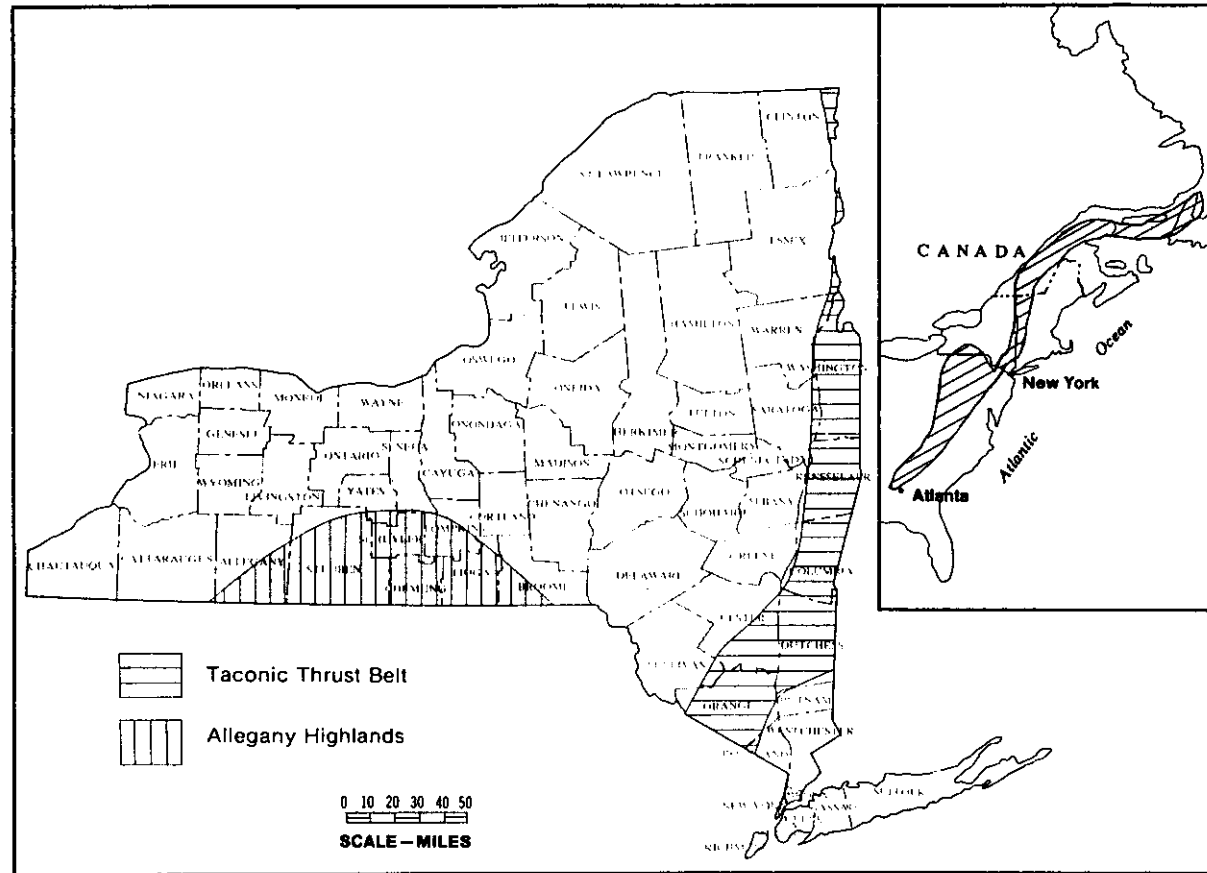 CLINTON
ST. LAWRENCE
JEFFERSON
ESSEX
LEWIS
HAMILTON
WARREN
OSWEGO
WASHINGTON
ORLEANS
NIAGARA
MONROE
WAYNE
ONEIDA
FULTON
SARATOGA
GENESEE
ONONDAGA
HERKIMER
MONTGOMERY
ERIE
ONTARIO
SENECA
CAYUGA
MADISON
SCHENECTADY
WYOMING
LIVINGSTON
YATES
OTSEGO
RENSSELAER
CORTLAND
CHENANGO
SCHOHARIE
ALBANY
CHAUTAUQUA
CATTARAUGUS
ALLEGANY
STEUBEN
SCHUYLER
CHEMUNG
TIOGA
BROOME
DELAWARE
GREENE
COLUMBIA
ULSTER
DUTCHESS
SULLIVAN
ORANGE
PUTNAM
WESTCHESTER
SUFFOLK
CANADA
Ocean
New York
Atlantic
Atlanta
Taconic Thrust Belt
Allegany Highlands
0 10 20 30 40 50
SCALE–MILES